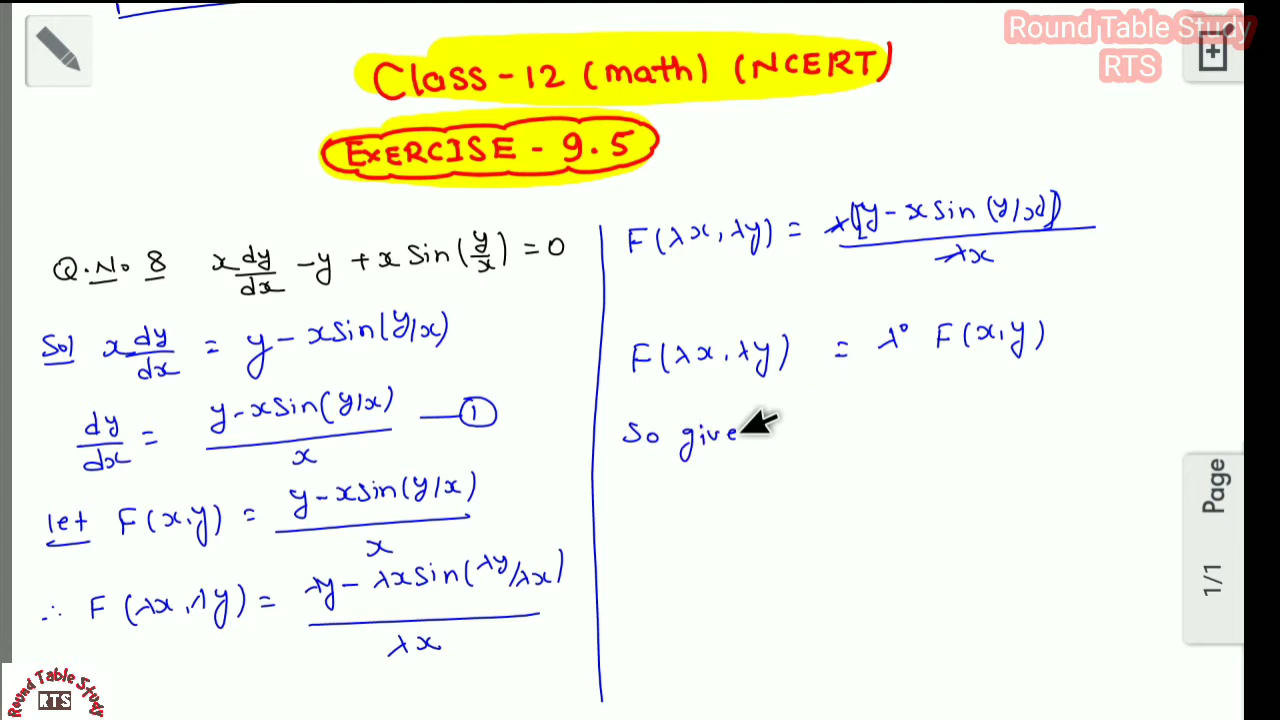 Round Table Study
RTS
Class-12 (math) (NCERT)
EXERCISE - 9.5
Q.No 8 x dy/dx - y + x sin(y/x) = 0
Sol x dy/dx = y - x sin(y/x)
dy/dx = y - x sin(y/x) / x — ①
let F(x,y) = y - x sin(y/x) / x
∴ F(λx, λy) = λy - λx sin(λy/λx) / λx
F(λx, λy) = λ[y - x sin(y/x)] / λx
F(λx, λy) = λ° F(x,y)
So give
1/1 Page
Round Table Study
RTS